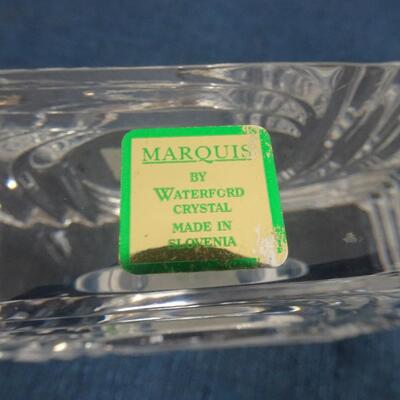 MARQUIS
BY
WATERFORD
CRYSTAL
MADE IN
SLOVENIA